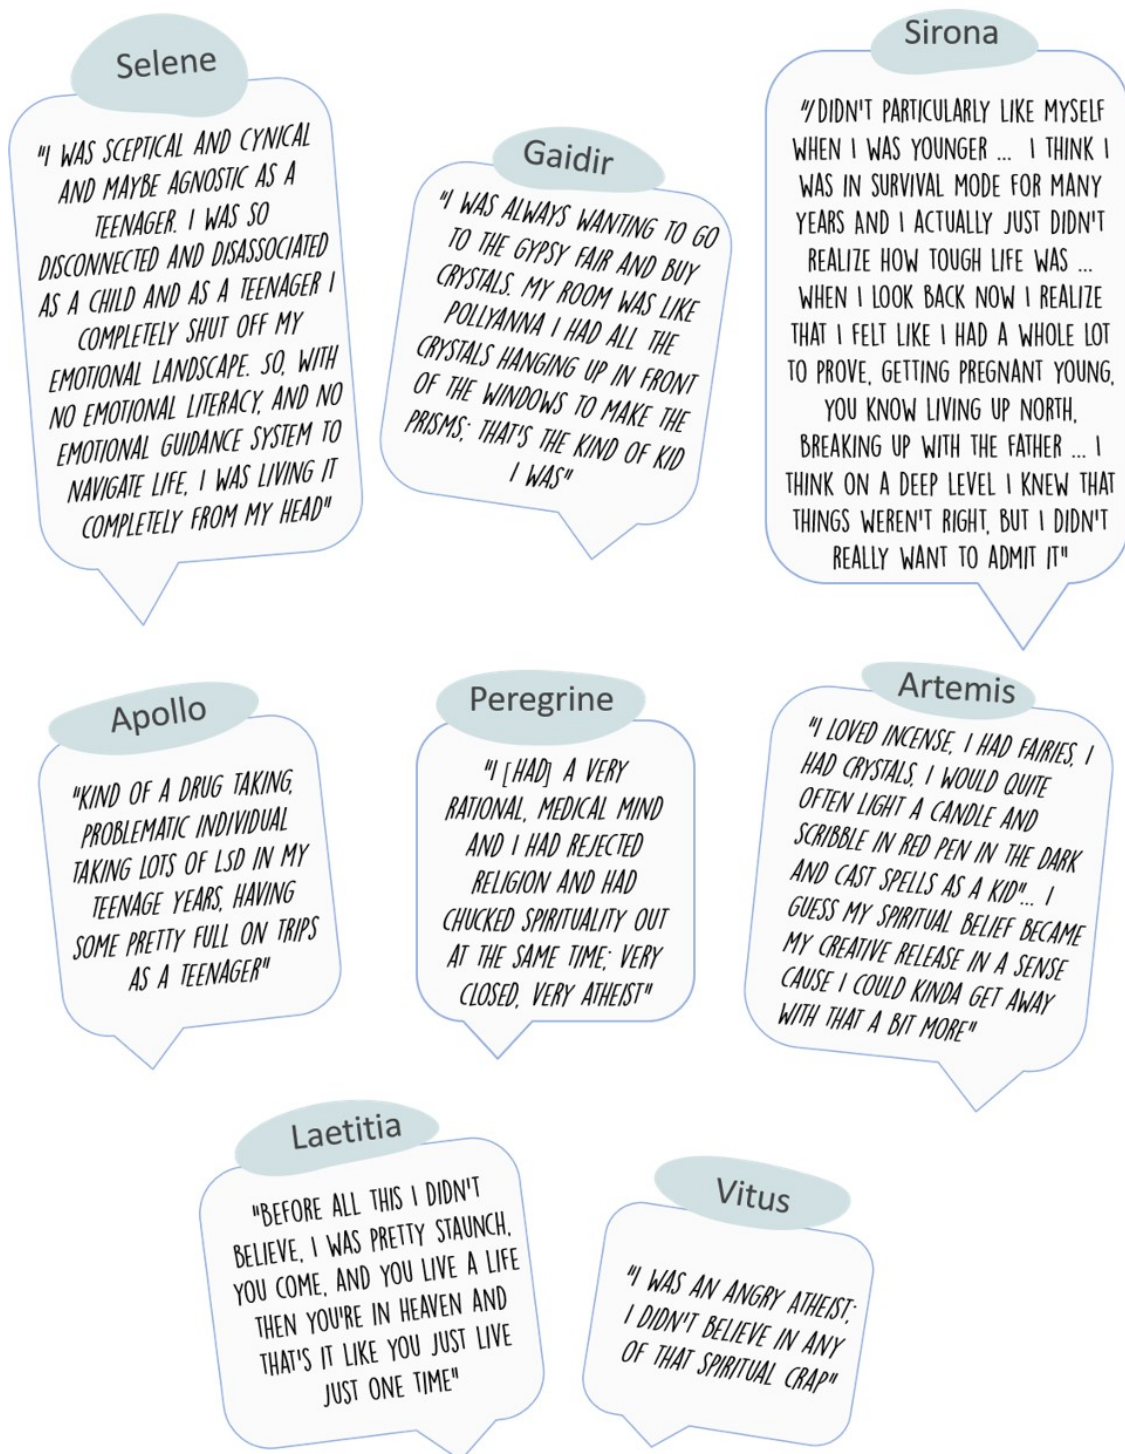 Selene
"I WAS SCEPTICAL AND CYNICAL
AND MAYBE AGNOSTIC AS A
TEENAGER. I WAS SO
DISCONNECTED AND DISASSOCIATED
AS A CHILD AND AS A TEENAGER I
COMPLETELY SHUT OFF MY
EMOTIONAL LANDSCAPE. SO, WITH
NO EMOTIONAL LITERACY, AND NO
EMOTIONAL GUIDANCE SYSTEM TO
NAVIGATE LIFE, I WAS LIVING IT
COMPLETELY FROM MY HEAD"
Gaidir
"I WAS ALWAYS WANTING TO GO
TO THE GYPSY FAIR AND BUY
CRYSTALS. MY ROOM WAS LIKE
POLLYANNA I HAD ALL THE
CRYSTALS HANGING UP IN FRONT
OF THE WINDOWS TO MAKE THE
PRISMS; THAT'S THE KIND OF KID
I WAS"
Sirona
"I DIDN'T PARTICULARLY LIKE MYSELF
WHEN I WAS YOUNGER ... I THINK I
WAS IN SURVIVAL MODE FOR MANY
YEARS AND I ACTUALLY JUST DIDN'T
REALIZE HOW TOUGH LIFE WAS ...
WHEN I LOOK BACK NOW I REALIZE
THAT I FELT LIKE I HAD A WHOLE LOT
TO PROVE, GETTING PREGNANT YOUNG,
YOU KNOW LIVING UP NORTH,
BREAKING UP WITH THE FATHER ... I
THINK ON A DEEP LEVEL I KNEW THAT
THINGS WEREN'T RIGHT, BUT I DIDN'T
REALLY WANT TO ADMIT IT"
Apollo
"KIND OF A DRUG TAKING,
PROBLEMATIC INDIVIDUAL
TAKING LOTS OF LSD IN MY
TEENAGE YEARS, HAVING
SOME PRETTY FULL ON TRIPS
AS A TEENAGER"
Peregrine
"I [HAD] A VERY
RATIONAL, MEDICAL MIND
AND I HAD REJECTED
RELIGION AND HAD
CHUCKED SPIRITUALITY OUT
AT THE SAME TIME; VERY
CLOSED, VERY ATHEIST"
Artemis
"I LOVED INCENSE, I HAD FAIRIES, I
HAD CRYSTALS, I WOULD QUITE
OFTEN LIGHT A CANDLE AND
SCRIBBLE IN RED PEN IN THE DARK
AND CAST SPELLS AS A KID"... I
GUESS MY SPIRITUAL BELIEF BECAME
MY CREATIVE RELEASE IN A SENSE
CAUSE I COULD KINDA GET AWAY
WITH THAT A BIT MORE"
Laetitia
"BEFORE ALL THIS I DIDN'T
BELIEVE, I WAS PRETTY STAUNCH,
YOU COME, AND YOU LIVE A LIFE
THEN YOU'RE IN HEAVEN AND
THAT'S IT LIKE YOU JUST LIVE
JUST ONE TIME"
Vitus
"I WAS AN ANGRY ATHEIST;
I DIDN'T BELIEVE IN ANY
OF THAT SPIRITUAL CRAP"